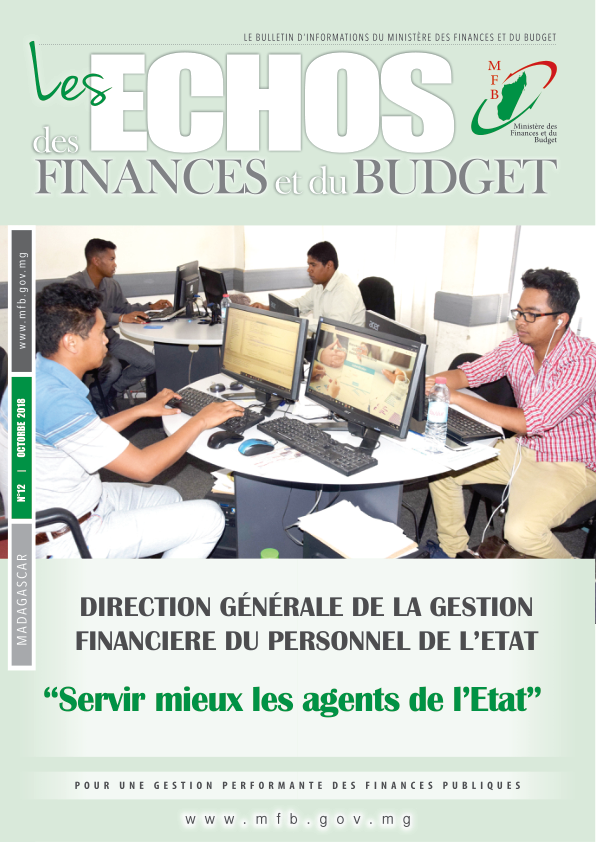 LE BULLETIN D'INFORMATIONS DU MINISTÈRE DES FINANCES ET DU BUDGET
Les ECHOS
des
FINANCES et du BUDGET
M
F
B
Ministère des
Finances et du
Budget
www.mfb.gov.mg
N°12 | OCTORBE 2018
MADAGASCAR
acer
DIRECTION GÉNÉRALE DE LA GESTION
FINANCIERE DU PERSONNEL DE L'ETAT
“Servir mieux les agents de l'Etat”
POUR UNE GESTION PERFORMANTE DES FINANCES PUBLIQUES
www.mfb.gov.mg